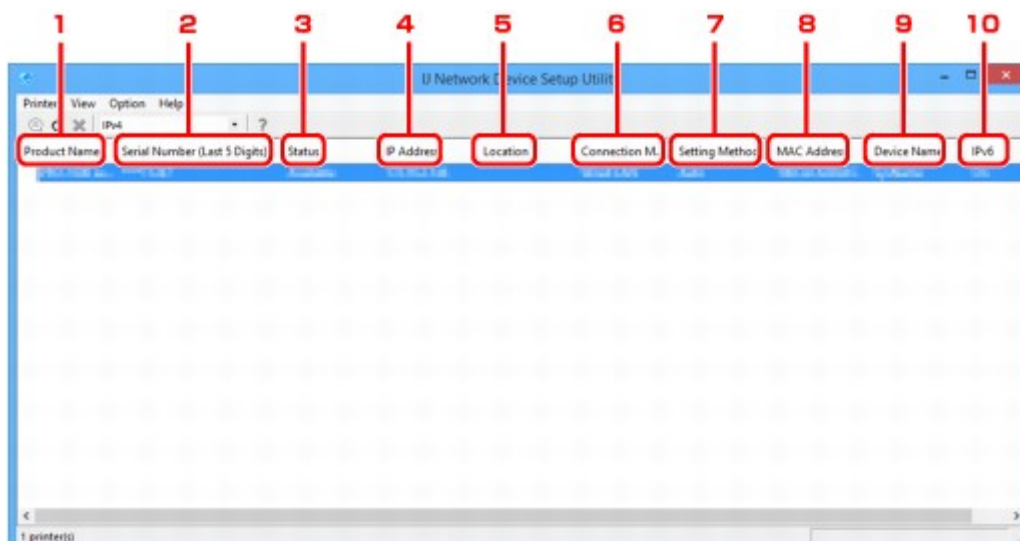 1 2 3 4 5 6 7 8 9 10
IJ Network Device Setup Utility
Printer View Option Help
IPv4 ?
Product Name Serial Number (Last 5 Digits) Status IP Address Location Connection M... Setting Method MAC Address Device Name IPv6
1 printer(s)